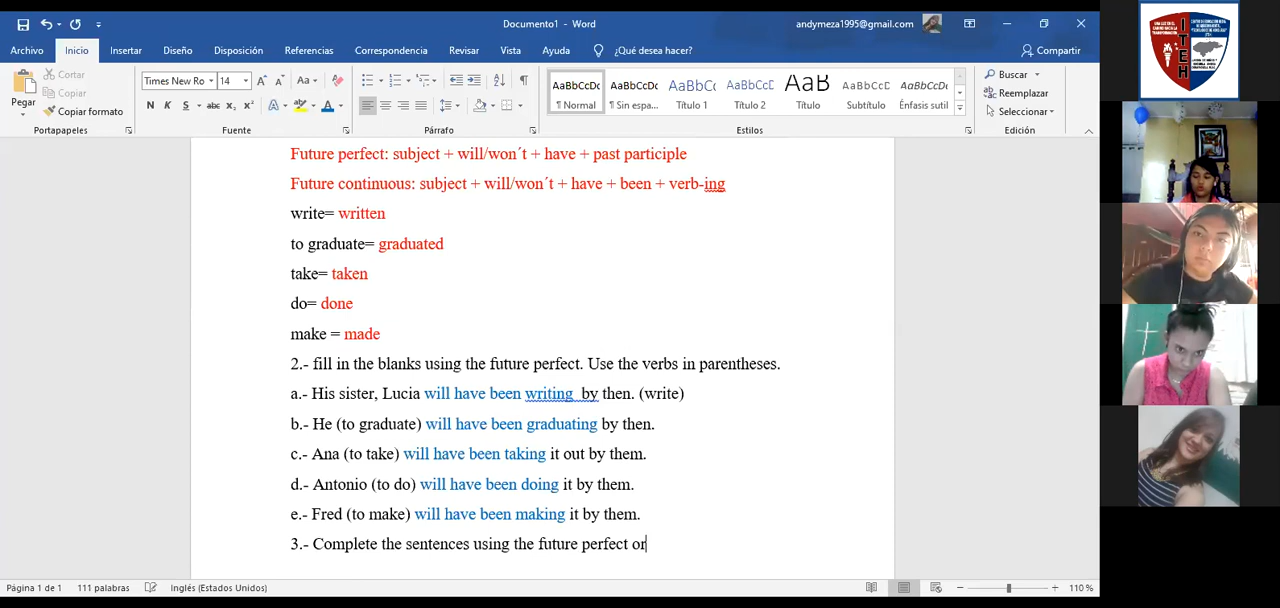 Documento1 - Word
andymeza1995@gmail.com
Archivo Inicio Insertar Diseño Disposición Referencias Correspondencia Revisar Vista Ayuda ¿Qué desea hacer? Compartir
Pegar
Cortar
Copiar
Copiar formato
Portapapeles
Times New Ro 14
N K S abc
Fuente
Párrafo
AaBbCcDc AaBbCcDc AaBbC AaBbCcC AaB AaBbCcC AaBbCcDc
¶ Normal ¶ Sin espa... Título 1 Título 2 Título Subtítulo Énfasis sutil
Estilos
Buscar
Reemplazar
Seleccionar
Edición
Future perfect: subject + will/won´t + have + past participle
Future continuous: subject + will/won´t + have + been + verb-ing
write= written
to graduate= graduated
take= taken
do= done
make = made
2.- fill in the blanks using the future perfect. Use the verbs in parentheses.
a.- His sister, Lucia will have been writing by then. (write)
b.- He (to graduate) will have been graduating by then.
c.- Ana (to take) will have been taking it out by them.
d.- Antonio (to do) will have been doing it by them.
e.- Fred (to make) will have been making it by them.
3.- Complete the sentences using the future perfect or
Página 1 de 1 111 palabras Inglés (Estados Unidos) 110 %
ITEH